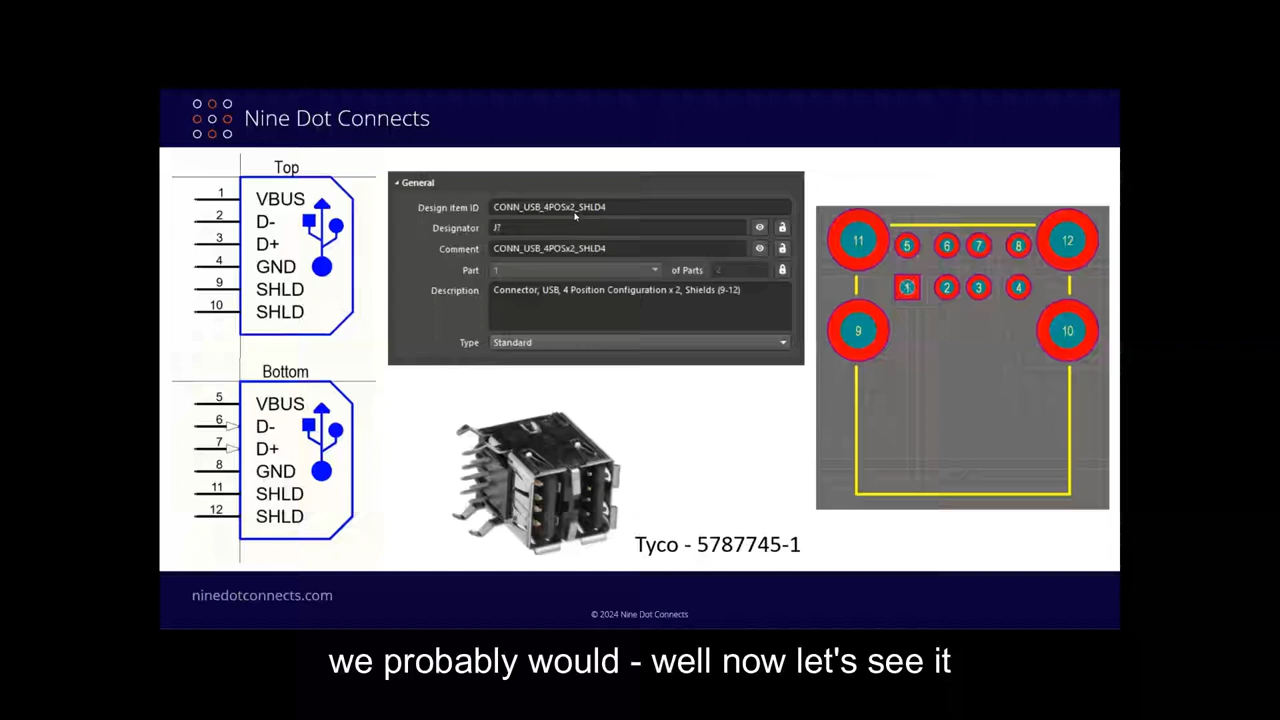 Nine Dot Connects
Top
1 VBUS
2 D-
3 D+
4 GND
9 SHLD
10 SHLD
Bottom
5 VBUS
6 D-
7 D+
8 GND
11 SHLD
12 SHLD
General
Design item ID CONN_USB_4POSx2_SHLD4
Designator J?
Comment CONN_USB_4POSx2_SHLD4
Part 1 of Parts 2
Description Connector, USB, 4 Position Configuration x 2, Shields (9-12)
Type Standard
11 5 6 7 8 12
1 2 3 4
9 10
Tyco - 5787745-1
ninedotconnects.com
© 2024 Nine Dot Connects
we probably would - well now let's see it